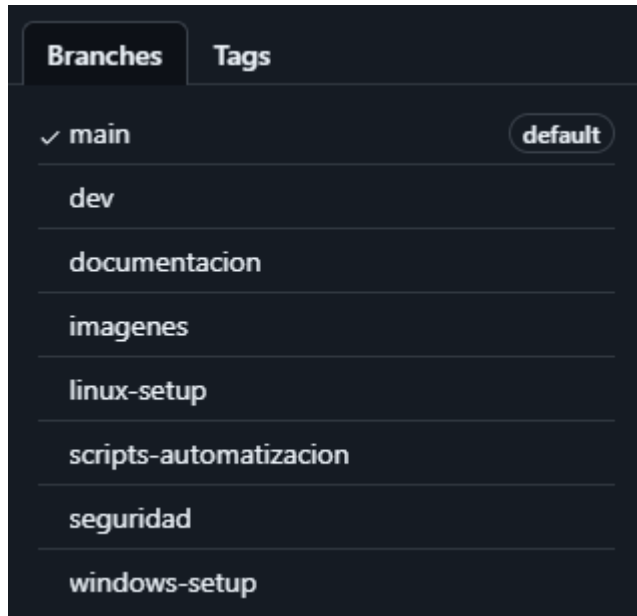 Branches Tags
main default
dev
documentacion
imagenes
linux-setup
scripts-automatizacion
seguridad
windows-setup